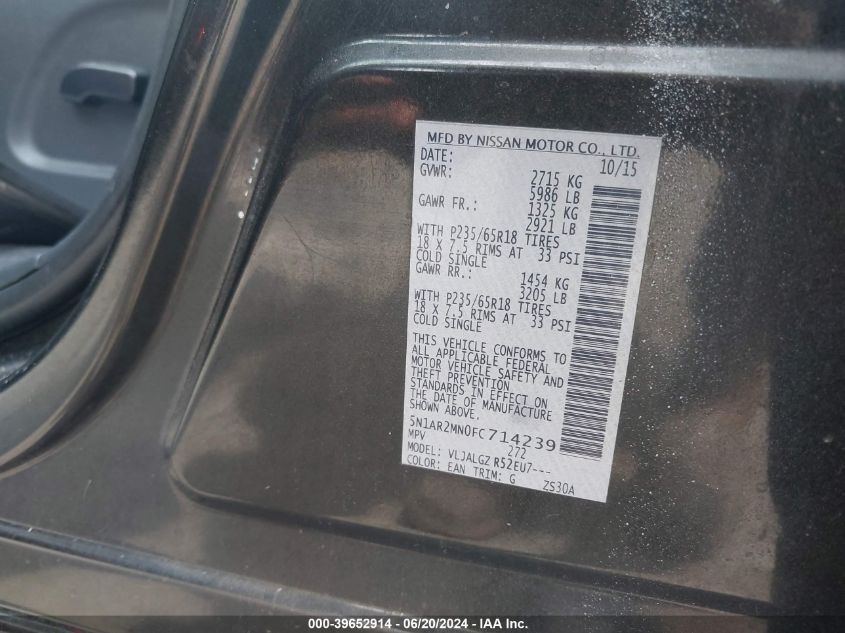 MFD BY NISSAN MOTOR CO., LTD.
DATE: 10/15
GVWR: 2715 KG
5986 LB
GAWR FR.: 1325 KG
2921 LB
WITH P235/65R18 TIRES
18 X 7.5 RIMS AT 33 PSI
COLD SINGLE
GAWR RR.: 1454 KG
3205 LB
WITH P235/65R18 TIRES
18 X 7.5 RIMS AT 33 PSI
COLD SINGLE
THIS VEHICLE CONFORMS TO
ALL APPLICABLE FEDERAL
MOTOR VEHICLE SAFETY AND
THEFT PREVENTION
STANDARDS IN EFFECT ON
THE DATE OF MANUFACTURE
SHOWN ABOVE.
5N1AR2MN0FC714239
MPV 272
MODEL: VLJALGZ R52EU7---
COLOR: EAN TRIM: G ZS30A
000-39652914 / 06/20/2024 - IAA Inc.